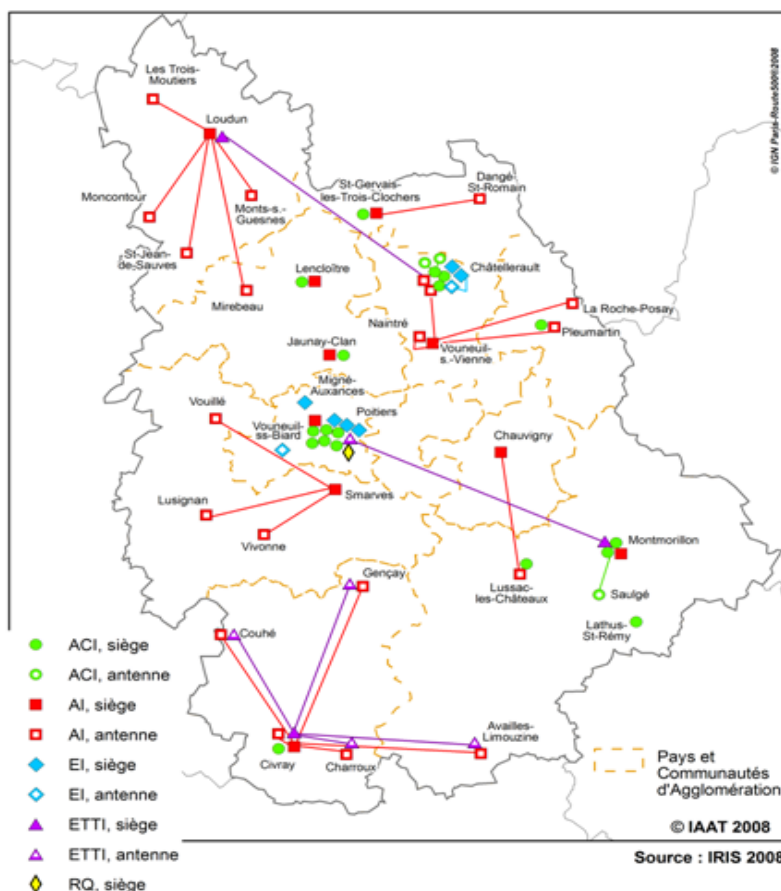 © IGN Paris-Route500®2008
Les Trois-
Moutiers
Loudun
Dangé-
St-Romain
St-Gervais-
les-Trois-Clochers
Moncontour
Monts-s.-
Guesnes
St-Jean-
de-Sauves
Châtellerault
Lencloître
Mirebeau
La Roche-Posay
Naintré
Pleumartin
Jaunay-Clan
Vouneuil-
s.-Vienne
Migné-
Auxances
Vouillé
Poitiers
Vouneuil-
ss-Biard
Chauvigny
Smarves
Lusignan
Vivonne
Montmorillon
Gençay
Lussac-
les-Châteaux
Saulgé
Lathus-
St-Rémy
Couhé
Availles-
Limouzine
Civray
Charroux
ACI, siège
ACI, antenne
AI, siège
AI, antenne
EI, siège
EI, antenne
ETTI, siège
ETTI, antenne
RQ, siège
Pays et
Communautés
d'Agglomération
© IAAT 2008
Source : IRIS 2008